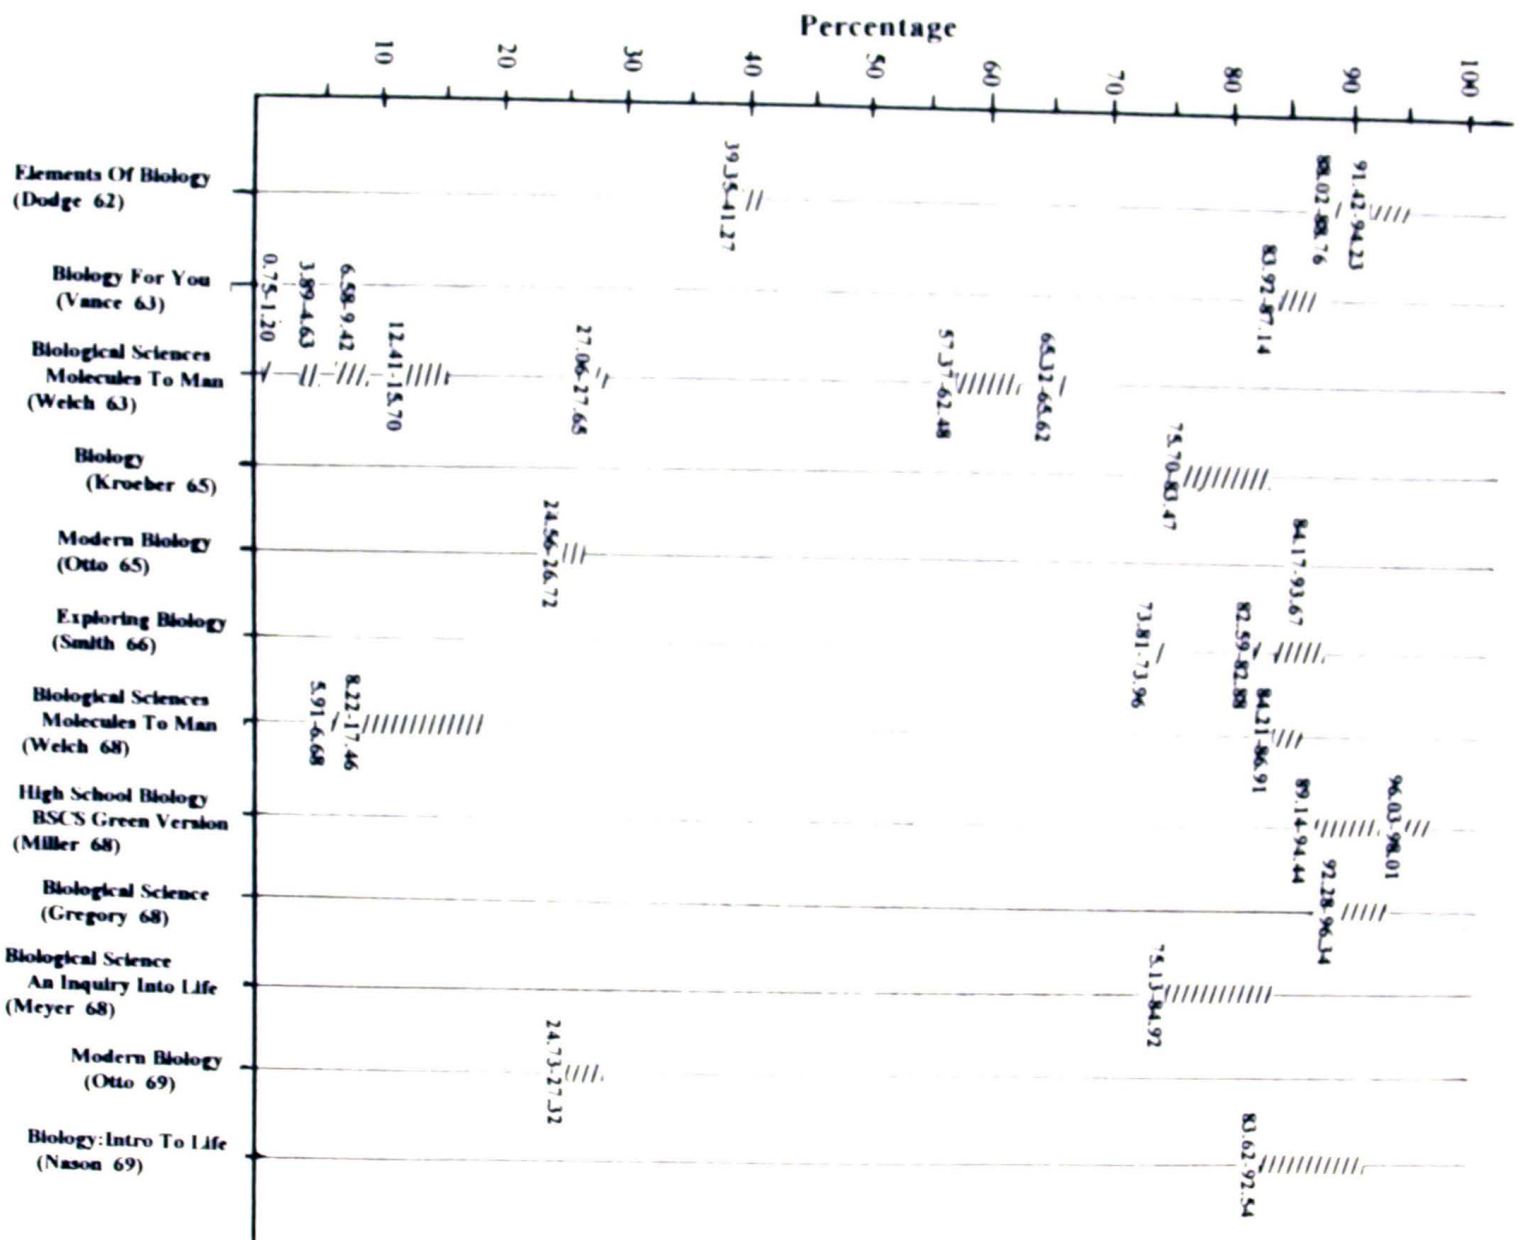 Percentage
10
20
30
40
50
60
70
80
90
100
Elements Of Biology
(Dodge 62)
39.35-41.27
88.02-88.76
91.42-94.23
Biology For You
(Vance 63)
83.92-87.14
Biological Sciences
Molecules To Man
(Welch 63)
0.75-1.20
3.89-4.63
6.58-9.42
12.41-15.70
27.06-27.65
57.37-62.48
65.32-65.62
Biology
(Kroeber 65)
75.70-83.47
Modern Biology
(Otto 65)
24.56-26.72
Exploring Biology
(Smith 66)
73.81-73.96
82.59-82.88
84.17-93.67
Biological Sciences
Molecules To Man
(Welch 68)
5.91-6.68
8.22-17.46
84.21-86.91
High School Biology
BSCS Green Version
(Miller 68)
89.14-94.44
96.03-98.01
Biological Science
(Gregory 68)
92.28-96.34
Biological Science
An Inquiry Into Life
(Meyer 68)
75.13-84.92
Modern Biology
(Otto 69)
24.73-27.32
Biology:Intro To Life
(Nason 69)
83.62-92.54